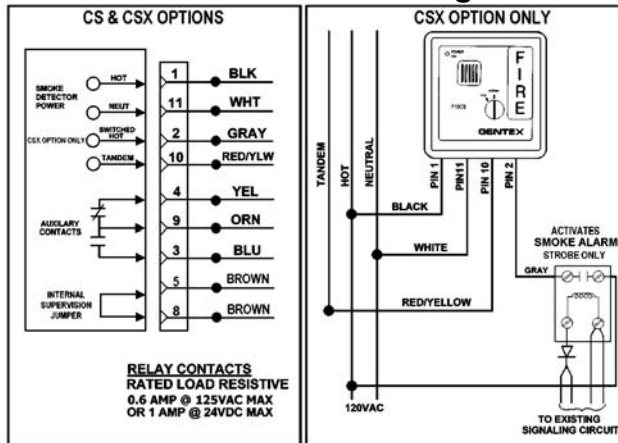 CS & CSX OPTIONS
SMOKE
DETECTOR
POWER
HOT
1
BLK
NEUT
11
WHT
CSX OPTION ONLY
SWITCHED
HOT
2
GRAY
TANDEM
10
RED/YLW
AUXILARY
CONTACTS
4
YEL
9
ORN
3
BLU
INTERNAL
SUPERVISION
JUMPER
5
BROWN
8
BROWN
RELAY CONTACTS
RATED LOAD RESISTIVE
0.6 AMP @ 125VAC MAX
OR 1 AMP @ 24VDC MAX
CSX OPTION ONLY
TANDEM
HOT
NEUTRAL
POWER
FIRE
GENTEX
PIN 1
PIN11
PIN 10
PIN 2
BLACK
WHITE
RED/YELLOW
GRAY
ACTIVATES
SMOKE ALARM
STROBE ONLY
120VAC
TO EXISTING
SIGNALING CIRCUIT